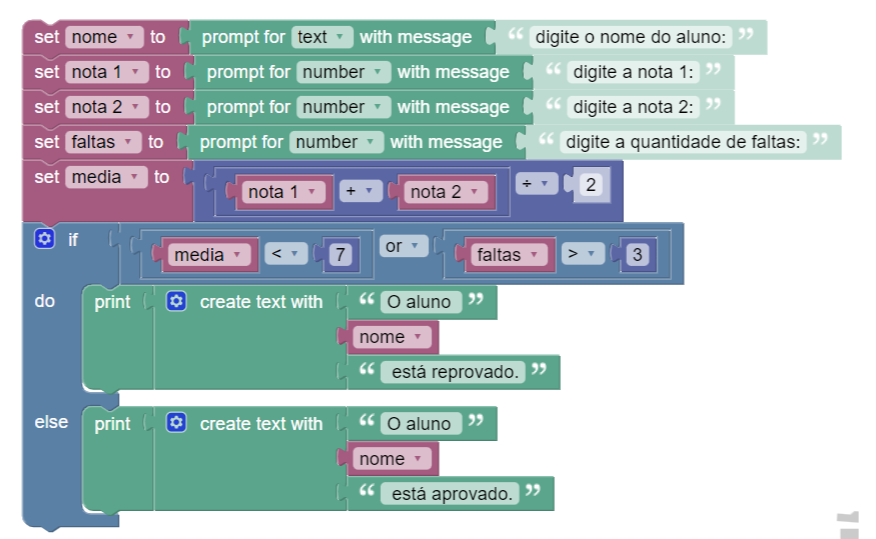 set nome to prompt for text with message “ digite o nome do aluno: ”
set nota 1 to prompt for number with message “ digite a nota 1: ”
set nota 2 to prompt for number with message “ digite a nota 2: ”
set faltas to prompt for number with message “ digite a quantidade de faltas: ”
set media to nota 1 + nota 2 ÷ 2
if media < 7 or faltas > 3
do print create text with “ O aluno ”
nome
“ está reprovado. ”
else print create text with “ O aluno ”
nome
“ está aprovado. ”